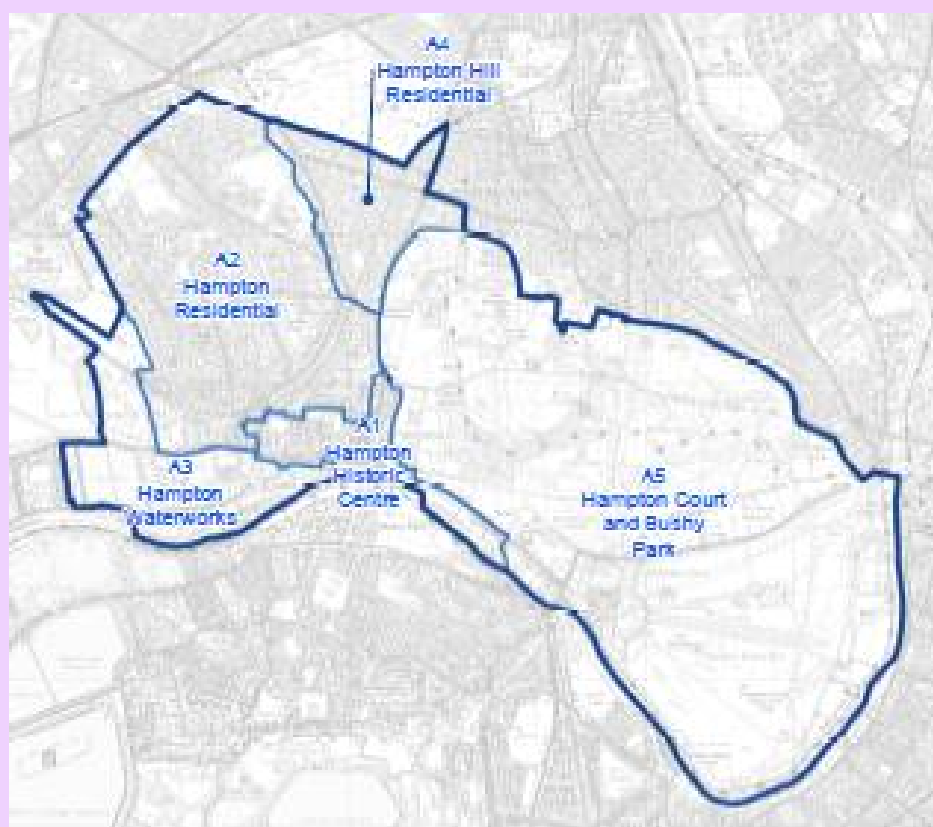 A4
Hampton Hill
Residential
A2
Hampton
Residential
A1
Hampton
Historic
Centre
A3
Hampton
Waterworks
A5
Hampton Court
and Bushy
Park